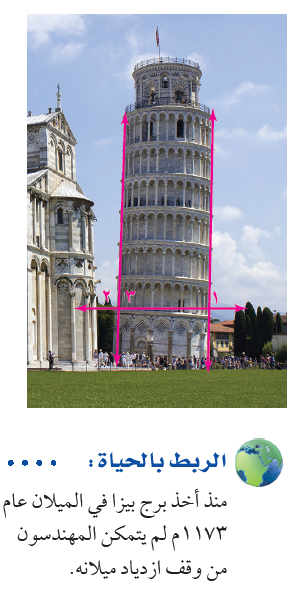 ٢ ٣ ١
الربط بالحياة :
منذ أخذ برج بيزا في الميلان عام
١١٧٣م لم يتمكن المهندسون
من وقف ازدياد ميلانه.